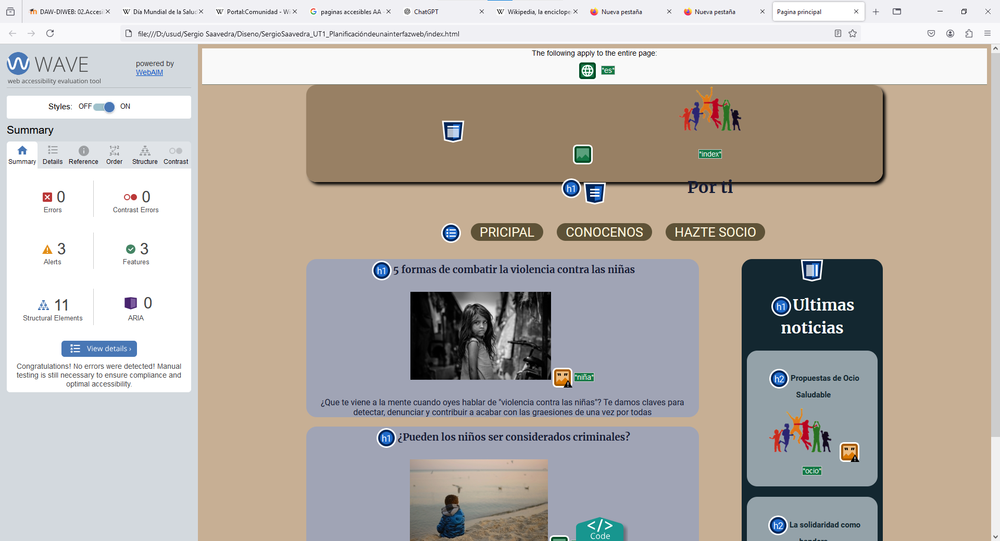 DAW-DIWEB: 02.Accesi
Día Mundial de la Salud
Portal:Comunidad - Wi
paginas accesibles AA -
ChatGPT
Wikipedia, la enciclope
Nueva pestaña
Nueva pestaña
Pagina principal
file:///D:/usud/Sergio Saavedra/Diseno/SergioSaavedra_UT1_Planificacióndeunainterfazweb/index.html
WAVE
web accessibility evaluation tool
powered by
WebAIM
Styles: OFF ON
Summary
Summary
Details
Reference
Order
Structure
Contrast
0
Errors
0
Contrast Errors
3
Alerts
3
Features
11
Structural Elements
0
ARIA
View details ›
Congratulations! No errors were detected! Manual
testing is still necessary to ensure compliance and
optimal accessibility.
The following apply to the entire page:
*es*
*index*
h1 Por ti
PRICIPAL
CONOCENOS
HAZTE SOCIO
h1 5 formas de combatir la violencia contra las niñas
*niña*
¿Que te viene a la mente cuando oyes hablar de "violencia contra las niñas"? Te damos claves para
detectar, denunciar y contribuir a acabar con las graesiones de una vez por todas
h1 ¿Pueden los niños ser considerados criminales?
</> Code
h1 Ultimas
noticias
h2 Propuestas de Ocio
Saludable
*ocio*
h2 La solidaridad como